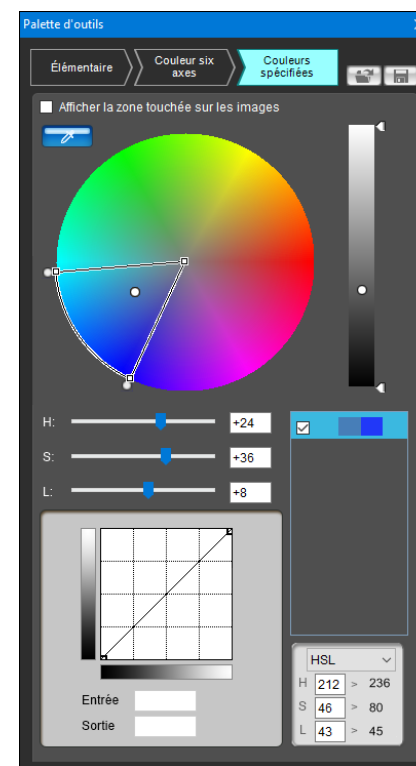 Palette d'outils
Élémentaire
Couleur six
axes
Couleurs
spécifiées
Afficher la zone touchée sur les images
H: +24
S: +36
L: +8
Entrée
Sortie
HSL
H 212 > 236
S 46 > 80
L 43 > 45